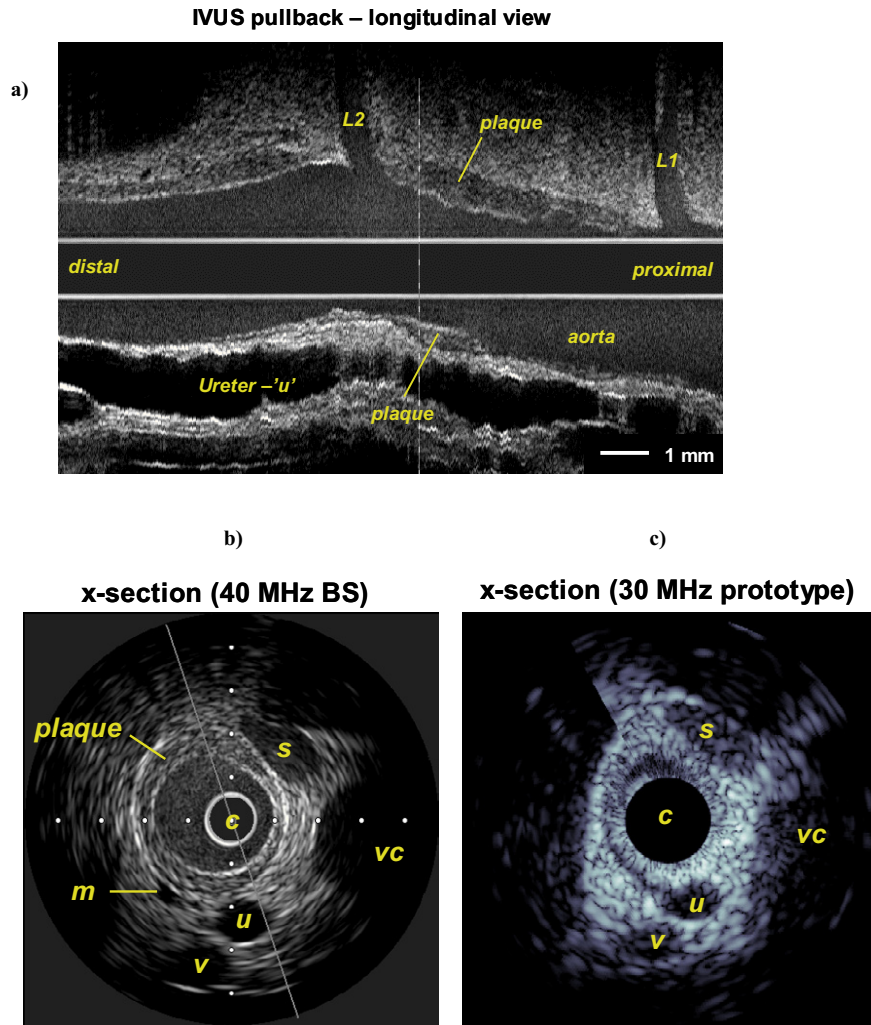 IVUS pullback – longitudinal view
a)
L2
plaque
L1
distal
proximal
aorta
Ureter –'u'
plaque
1 mm
b)
c)
x-section (40 MHz BS)
x-section (30 MHz prototype)
plaque
s
c
vc
m
u
v
s
c
vc
u
v